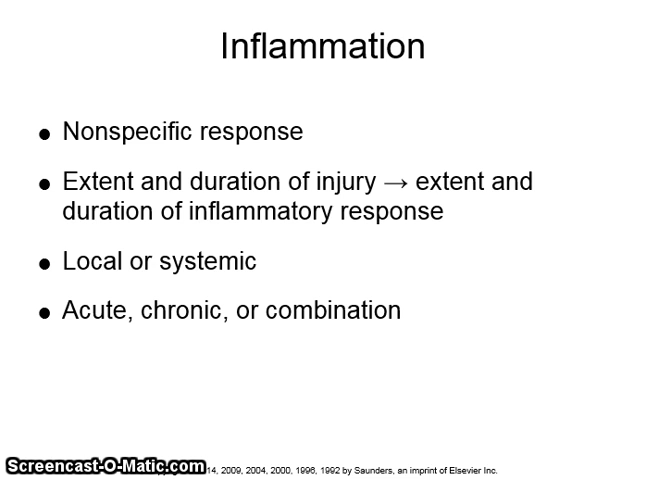 Inflammation
● Nonspecific response
● Extent and duration of injury → extent and
duration of inflammatory response
● Local or systemic
● Acute, chronic, or combination
Screencast-O-Matic.com 14, 2009, 2004, 2000, 1996, 1992 by Saunders, an imprint of Elsevier Inc.